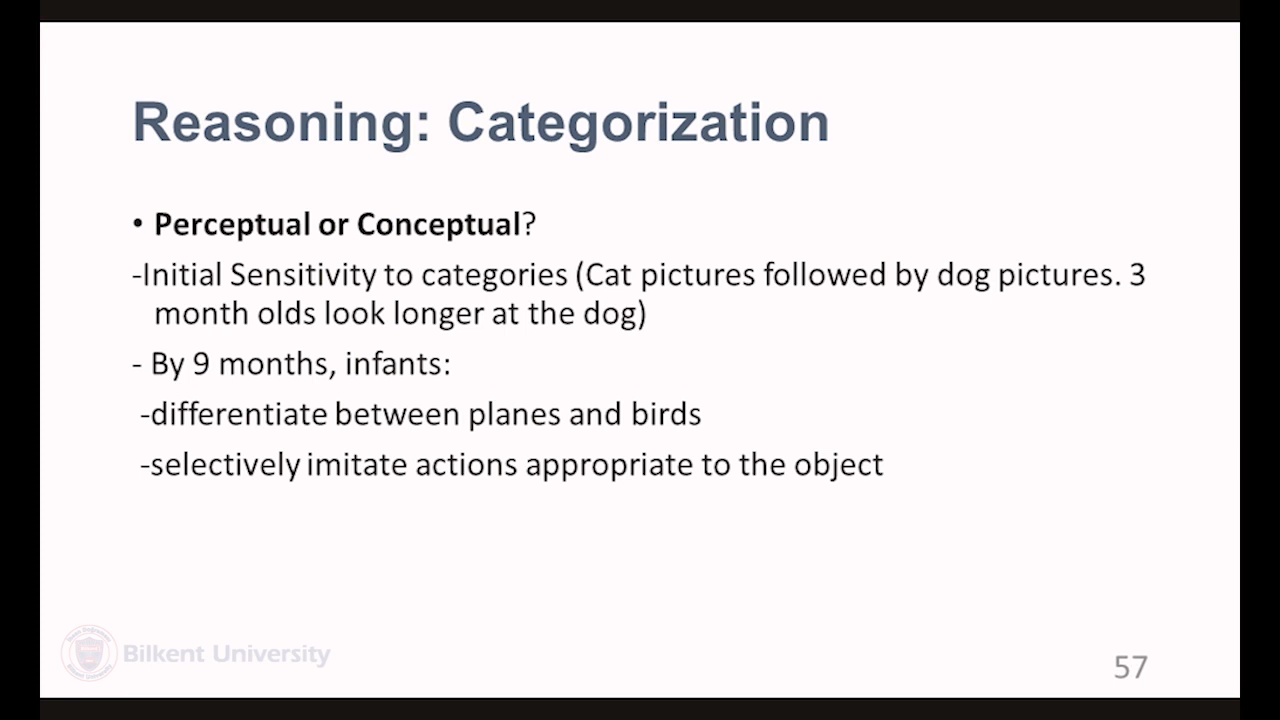 Reasoning: Categorization
• Perceptual or Conceptual?
-Initial Sensitivity to categories (Cat pictures followed by dog pictures. 3
month olds look longer at the dog)
- By 9 months, infants:
-differentiate between planes and birds
-selectively imitate actions appropriate to the object
Bilkent University
57